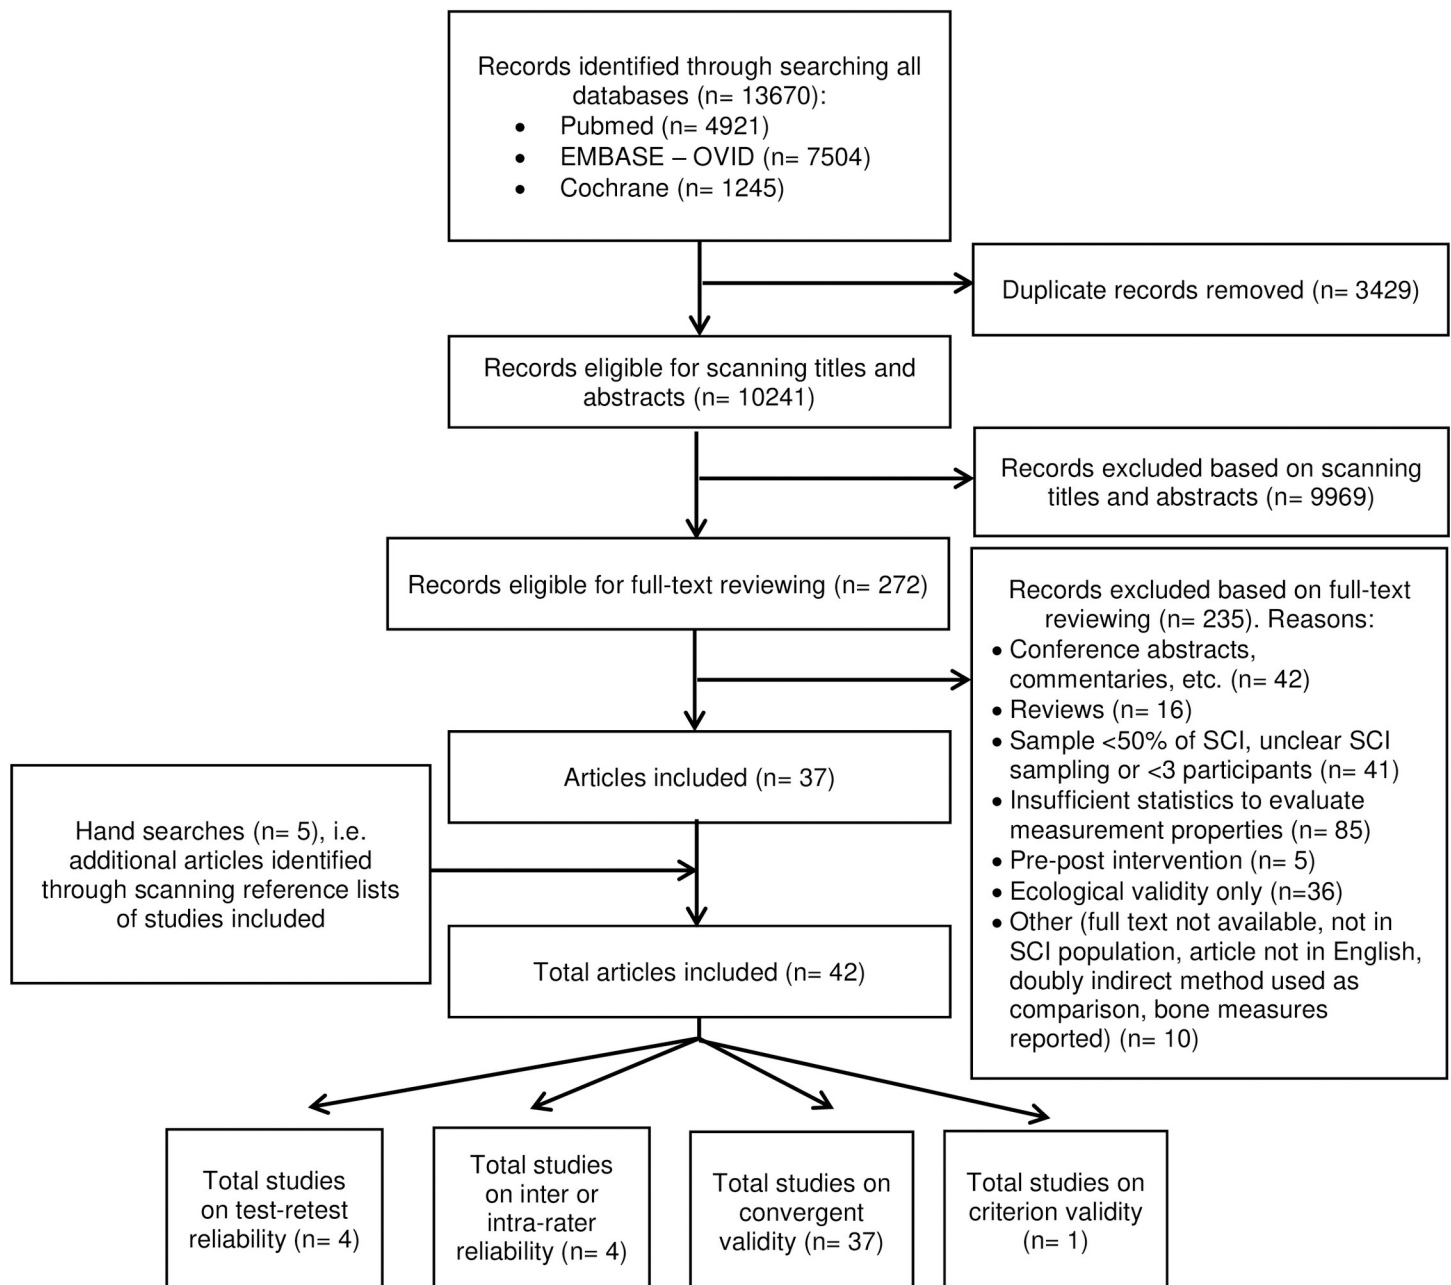 Records identified through searching all
databases (n= 13670):
• Pubmed (n= 4921)
• EMBASE – OVID (n= 7504)
• Cochrane (n= 1245)
Duplicate records removed (n= 3429)
Records eligible for scanning titles and
abstracts (n= 10241)
Records excluded based on scanning
titles and abstracts (n= 9969)
Records eligible for full-text reviewing (n= 272)
Records excluded based on full-text
reviewing (n= 235). Reasons:
• Conference abstracts,
commentaries, etc. (n= 42)
• Reviews (n= 16)
• Sample <50% of SCI, unclear SCI
sampling or <3 participants (n= 41)
• Insufficient statistics to evaluate
measurement properties (n= 85)
• Pre-post intervention (n= 5)
• Ecological validity only (n=36)
• Other (full text not available, not in
SCI population, article not in English,
doubly indirect method used as
comparison, bone measures
reported) (n= 10)
Articles included (n= 37)
Hand searches (n= 5), i.e.
additional articles identified
through scanning reference lists
of studies included
Total articles included (n= 42)
Total studies
on test-retest
reliability (n= 4)
Total studies
on inter or
intra-rater
reliability (n= 4)
Total studies on
convergent
validity (n= 37)
Total studies on
criterion validity
(n= 1)